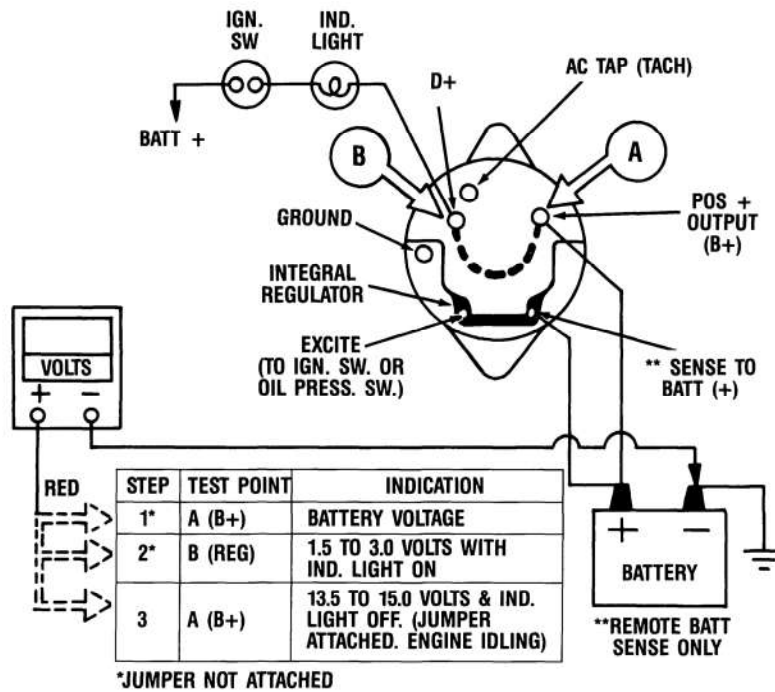 IGN.
SW
IND.
LIGHT
AC TAP (TACH)
D+
BATT +
B
A
POS +
OUTPUT
(B+)
GROUND
INTEGRAL
REGULATOR
EXCITE
(TO IGN. SW. OR
OIL PRESS. SW.)
** SENSE TO
BATT (+)
VOLTS
+ −
RED
STEP TEST POINT INDICATION
1* A (B+) BATTERY VOLTAGE
2* B (REG) 1.5 TO 3.0 VOLTS WITH
IND. LIGHT ON
3 A (B+) 13.5 TO 15.0 VOLTS & IND.
LIGHT OFF. (JUMPER
ATTACHED. ENGINE IDLING)
*JUMPER NOT ATTACHED
+ −
BATTERY
**REMOTE BATT
SENSE ONLY